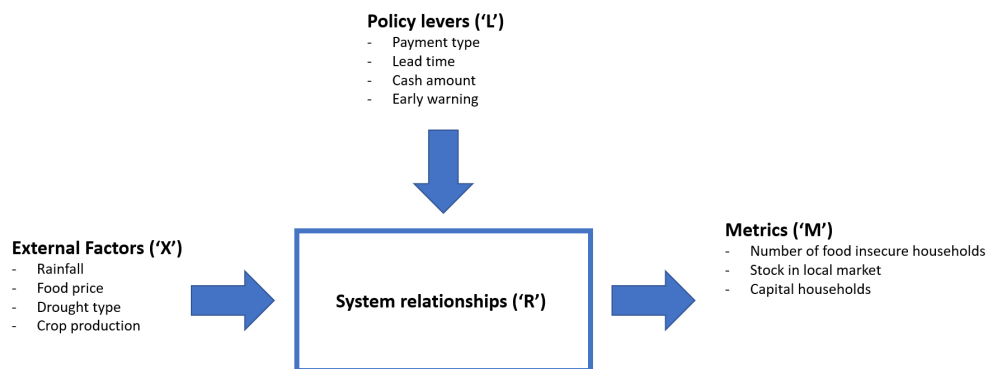 Policy levers (‘L’)
- Payment type
- Lead time
- Cash amount
- Early warning
External Factors (‘X’)
- Rainfall
- Food price
- Drought type
- Crop production
System relationships (‘R’)
Metrics (‘M’)
- Number of food insecure households
- Stock in local market
- Capital households